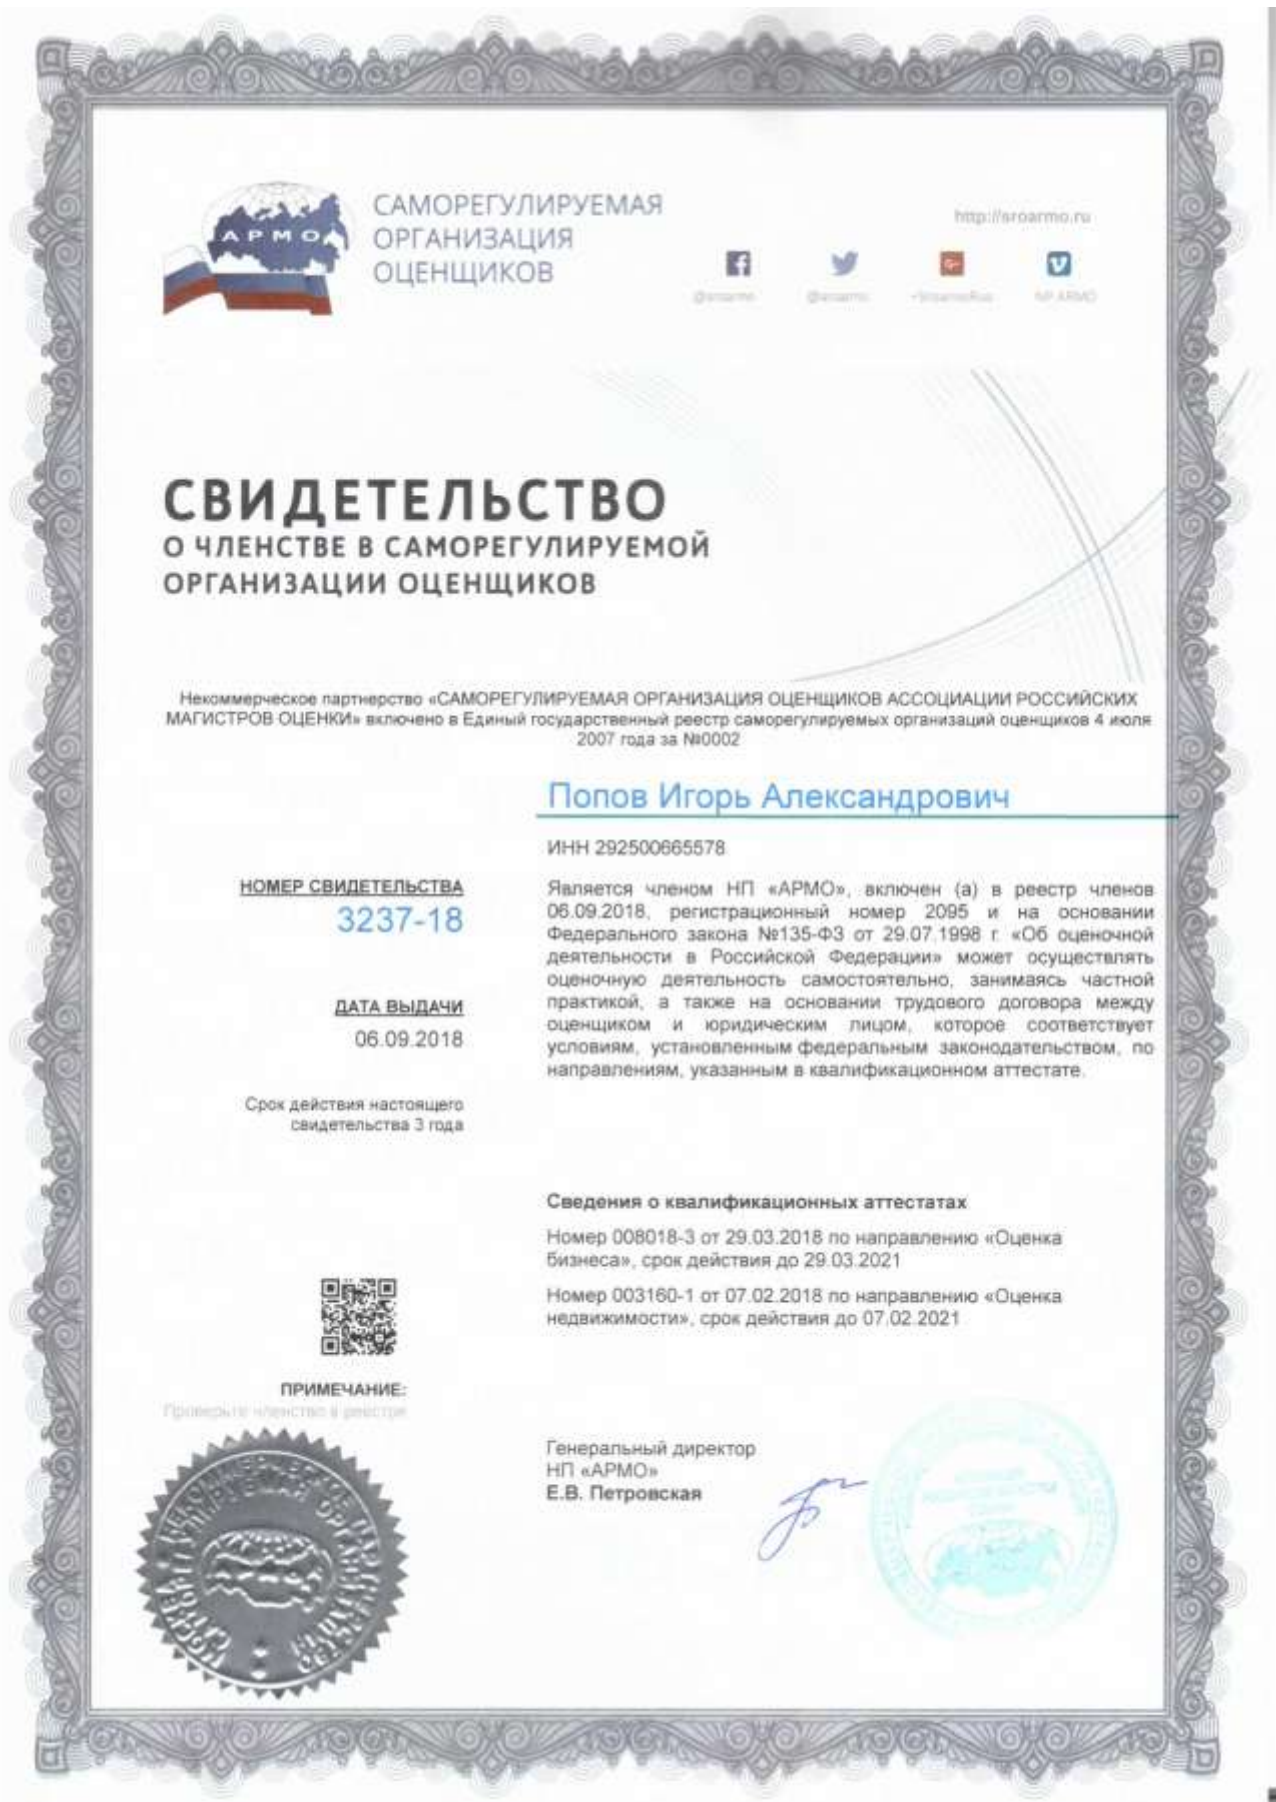 АРМО
САМОРЕГУЛИРУЕМАЯ
ОРГАНИЗАЦИЯ
ОЦЕНЩИКОВ
http://sroarmo.ru
@sroarmo @sroarmo +SroarmoRus NP ARMO
СВИДЕТЕЛЬСТВО
О ЧЛЕНСТВЕ В САМОРЕГУЛИРУЕМОЙ
ОРГАНИЗАЦИИ ОЦЕНЩИКОВ
Некоммерческое партнерство «САМОРЕГУЛИРУЕМАЯ ОРГАНИЗАЦИЯ ОЦЕНЩИКОВ АССОЦИАЦИИ РОССИЙСКИХ
МАГИСТРОВ ОЦЕНКИ» включено в Единый государственный реестр саморегулируемых организаций оценщиков 4 июля
2007 года за №0002
Попов Игорь Александрович
ИНН 292500665578
НОМЕР СВИДЕТЕЛЬСТВА
3237-18
ДАТА ВЫДАЧИ
06.09.2018
Срок действия настоящего
свидетельства 3 года
Является членом НП «АРМО», включен (а) в реестр членов
06.09.2018, регистрационный номер 2095 и на основании
Федерального закона №135-ФЗ от 29.07.1998 г. «Об оценочной
деятельности в Российской Федерации» может осуществлять
оценочную деятельность самостоятельно, занимаясь частной
практикой, а также на основании трудового договора между
оценщиком и юридическим лицом, которое соответствует
условиям, установленным федеральным законодательством, по
направлениям, указанным в квалификационном аттестате.
Сведения о квалификационных аттестатах
Номер 008018-3 от 29.03.2018 по направлению «Оценка
бизнеса», срок действия до 29.03.2021
Номер 003160-1 от 07.02.2018 по направлению «Оценка
недвижимости», срок действия до 07.02.2021
ПРИМЕЧАНИЕ:
Проверьте членство в реестре
Генеральный директор
НП «АРМО»
Е.В. Петровская